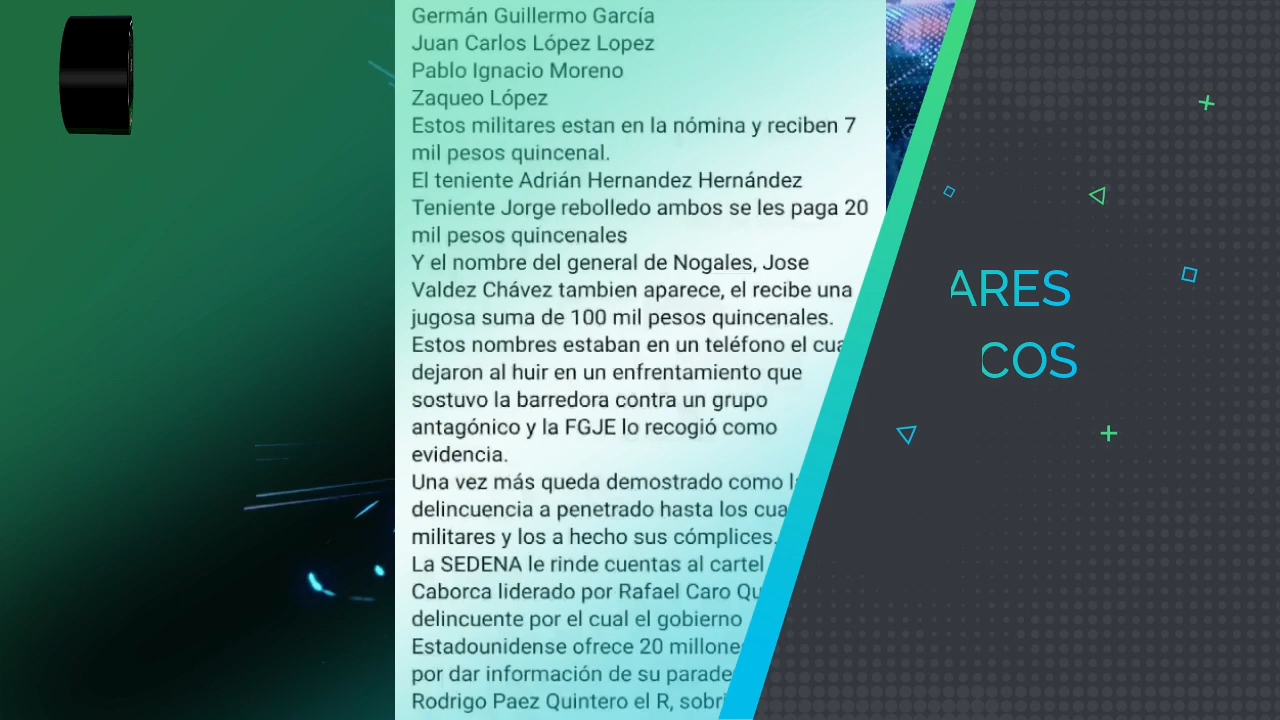 Germán Guillermo García
Juan Carlos López Lopez
Pablo Ignacio Moreno
Zaqueo López
Estos militares estan en la nómina y reciben 7
mil pesos quincenal.
El teniente Adrián Hernandez Hernández
Teniente Jorge rebolledo ambos se les paga 20
mil pesos quincenales
Y el nombre del general de Nogales, Jose
Valdez Chávez tambien aparece, el recibe una
jugosa suma de 100 mil pesos quincenales.
Estos nombres estaban en un teléfono el
dejaron al huir en un enfrentamiento que
sostuvo la barredora contra un grupo
antagónico y la FGJE lo recogió como
evidencia.
Una vez más queda demostrado como
delincuencia a penetrado hasta los
militares y los a hecho sus cómplices.
La SEDENA le rinde cuentas al cartel
Caborca liderado por Rafael Caro
delincuente por el cual el gobierno
Estadounidense ofrece 20
por dar información de su
Rodrigo Paez Quintero el R,
ARES
COS